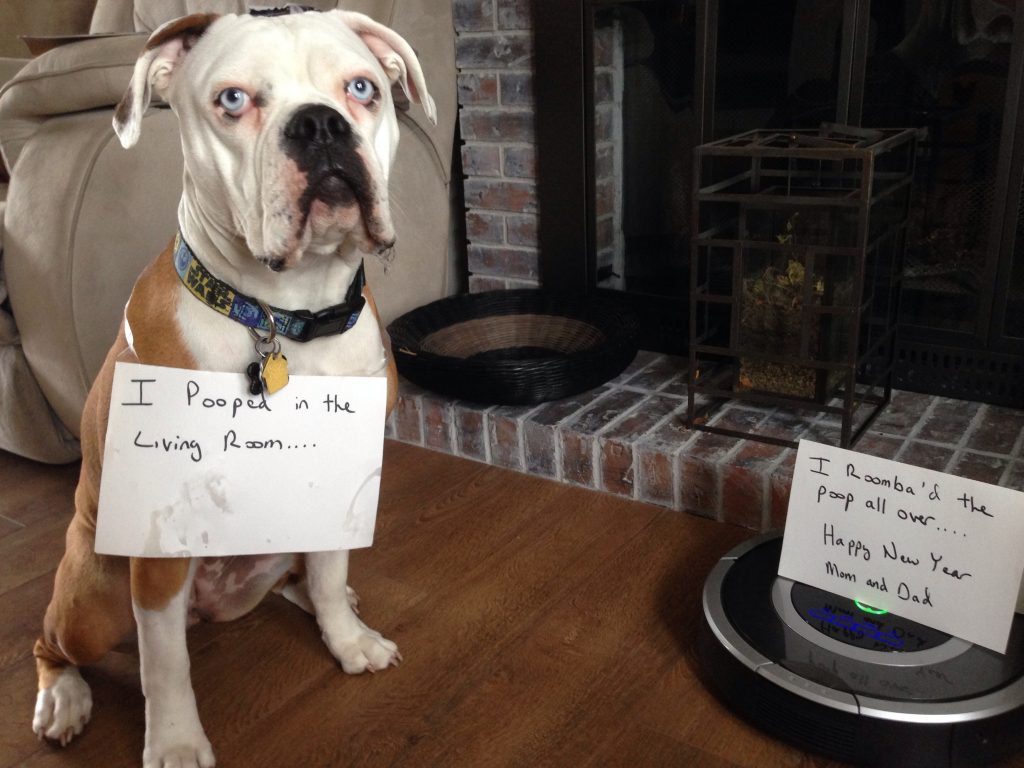 I Pooped in the
Living Room....
I Roomba'd the
poop all over....
Happy New Year
Mom and Dad